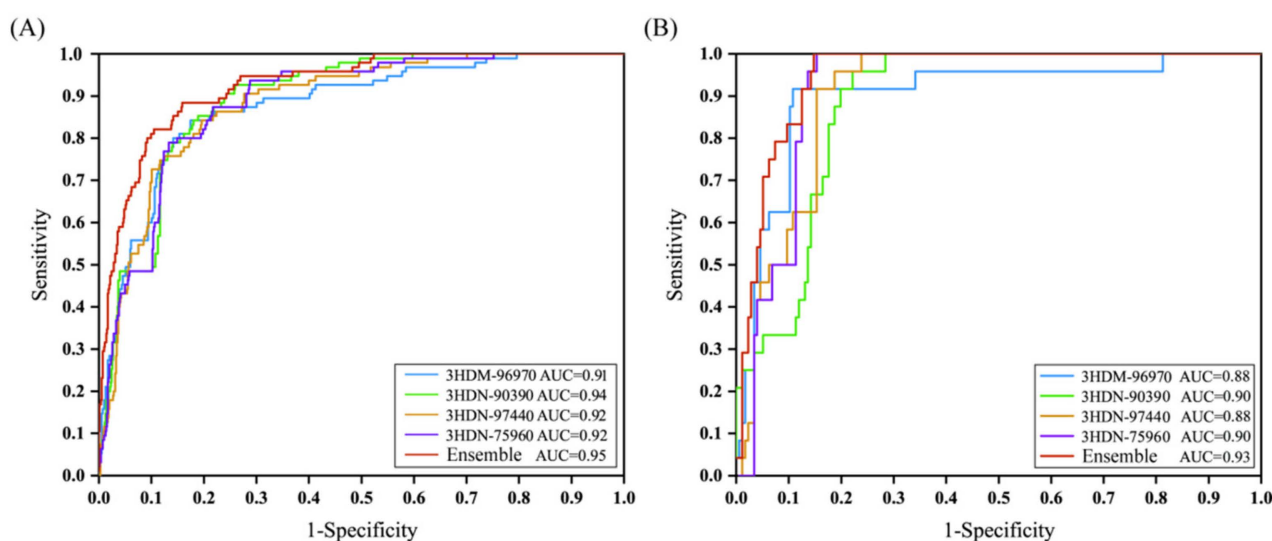 (A)
1.0
0.9
0.8
0.7
0.6
0.5
0.4
0.3
0.2
0.1
0.0
Sensitivity
3HDM-96970 AUC=0.91
3HDN-90390 AUC=0.94
3HDN-97440 AUC=0.92
3HDN-75960 AUC=0.92
Ensemble AUC=0.95
0.0 0.1 0.2 0.3 0.4 0.5 0.6 0.7 0.8 0.9 1.0
1-Specificity
(B)
1.0
0.9
0.8
0.7
0.6
0.5
0.4
0.3
0.2
0.1
0.0
Sensitivity
3HDM-96970 AUC=0.88
3HDN-90390 AUC=0.90
3HDN-97440 AUC=0.88
3HDN-75960 AUC=0.90
Ensemble AUC=0.93
0.0 0.1 0.2 0.3 0.4 0.5 0.6 0.7 0.8 0.9 1.0
1-Specificity